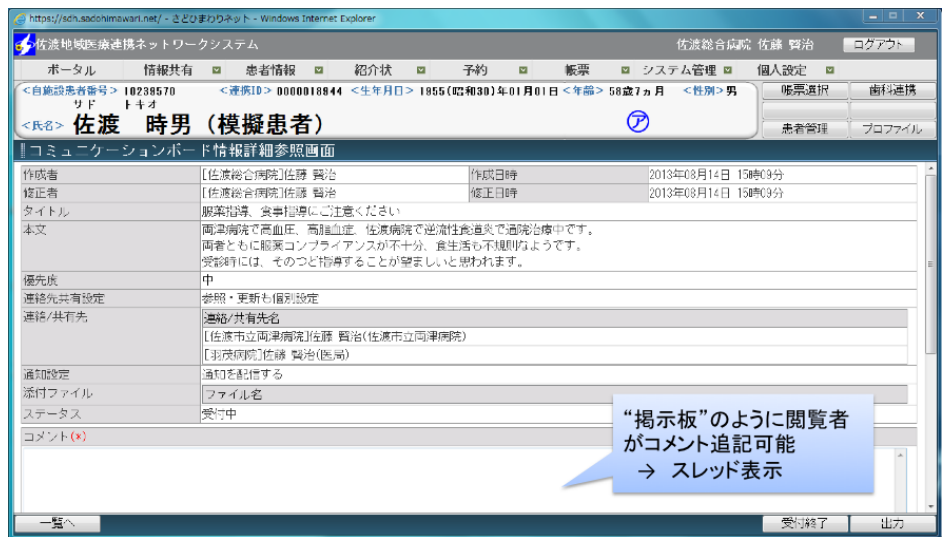 https://sdh.sadohimawari.net/ - さどひまわりネット - Windows Internet Explorer
佐渡地域医療連携ネットワークシステム 佐渡総合病院 佐藤 賢治 ログアウト
ポータル 情報共有 患者情報 紹介状 予約 帳票 システム管理 個人設定
<自施設患者番号> 10238570 <連携ID> 0000018944 <生年月日> 1955(昭和30)年01月01日 <年齢> 58歳7ヵ月 <性別> 男 帳票選択 歯科連携
サド トキオ
<氏名> 佐渡 時男 (模擬患者) ア 患者管理 プロファイル
コミュニケーションボード情報詳細参照画面
作成者 [佐渡総合病院]佐藤 賢治 作成日時 2013年08月14日 15時09分
修正者 [佐渡総合病院]佐藤 賢治 修正日時 2013年08月14日 15時09分
タイトル 服薬指導、食事指導にご注意ください
本文 両津病院で高血圧、高脂血症、佐渡病院で逆流性食道炎で通院治療中です。
両者ともに服薬コンプライアンスが不十分、食生活も不規則なようです。
受診時には、そのつど指導することが望ましいと思われます。
優先度 中
連絡先共有設定 参照・更新も個別設定
連絡/共有先 連絡/共有先名
[佐渡市立両津病院]佐藤 賢治(佐渡市立両津病院)
[羽茂病院]佐藤 賢治(医局)
通知設定 通知を配信する
添付ファイル ファイル名
ステータス 受付中
コメント(*)
“掲示板”のように閲覧者
がコメント追記可能
→ スレッド表示
一覧へ 受付終了 出力